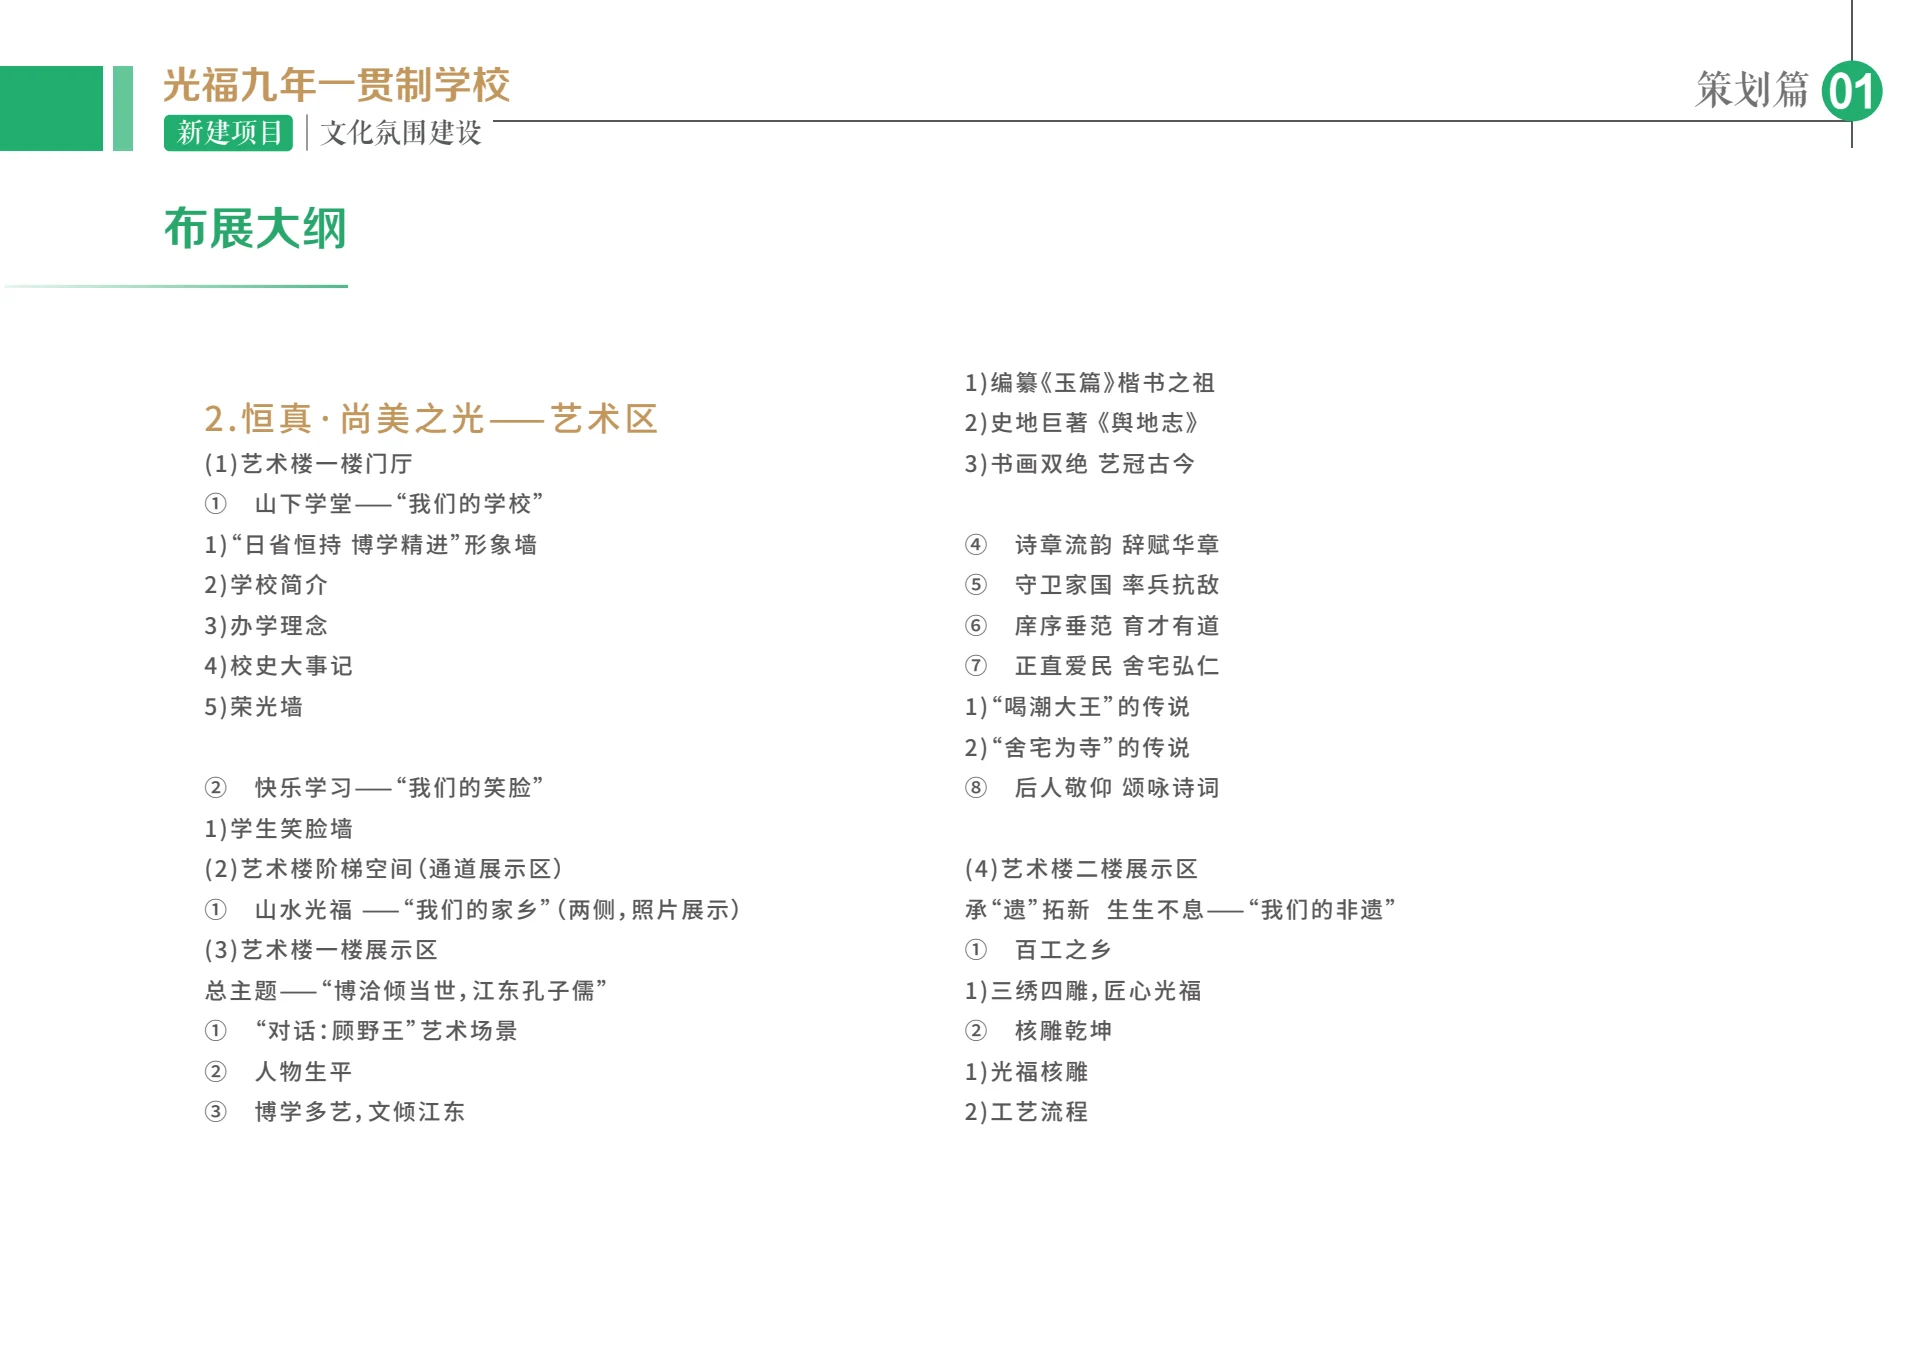 光福九年一贯制学校
新建项目 | 文化氛围建设
策划篇 01
布展大纲
2.恒真·尚美之光——艺术区
(1)艺术楼一楼门厅
① 山下学堂——“我们的学校”
1)“日省恒持 博学精进”形象墙
2)学校简介
3)办学理念
4)校史大事记
5)荣光墙
② 快乐学习——“我们的笑脸”
1)学生笑脸墙
(2)艺术楼阶梯空间（通道展示区）
① 山水光福 ——“我们的家乡”（两侧，照片展示）
(3)艺术楼一楼展示区
总主题——“博洽倾当世，江东孔子儒”
① “对话：顾野王”艺术场景
② 人物生平
③ 博学多艺，文倾江东
1)编纂《玉篇》楷书之祖
2)史地巨著《舆地志》
3)书画双绝 艺冠古今
④ 诗章流韵 辞赋华章
⑤ 守卫家国 率兵抗敌
⑥ 庠序垂范 育才有道
⑦ 正直爱民 舍宅弘仁
1)“喝潮大王”的传说
2)“舍宅为寺”的传说
⑧ 后人敬仰 颂咏诗词
(4)艺术楼二楼展示区
承“遗”拓新 生生不息——“我们的非遗”
① 百工之乡
1)三绣四雕，匠心光福
② 核雕乾坤
1)光福核雕
2)工艺流程